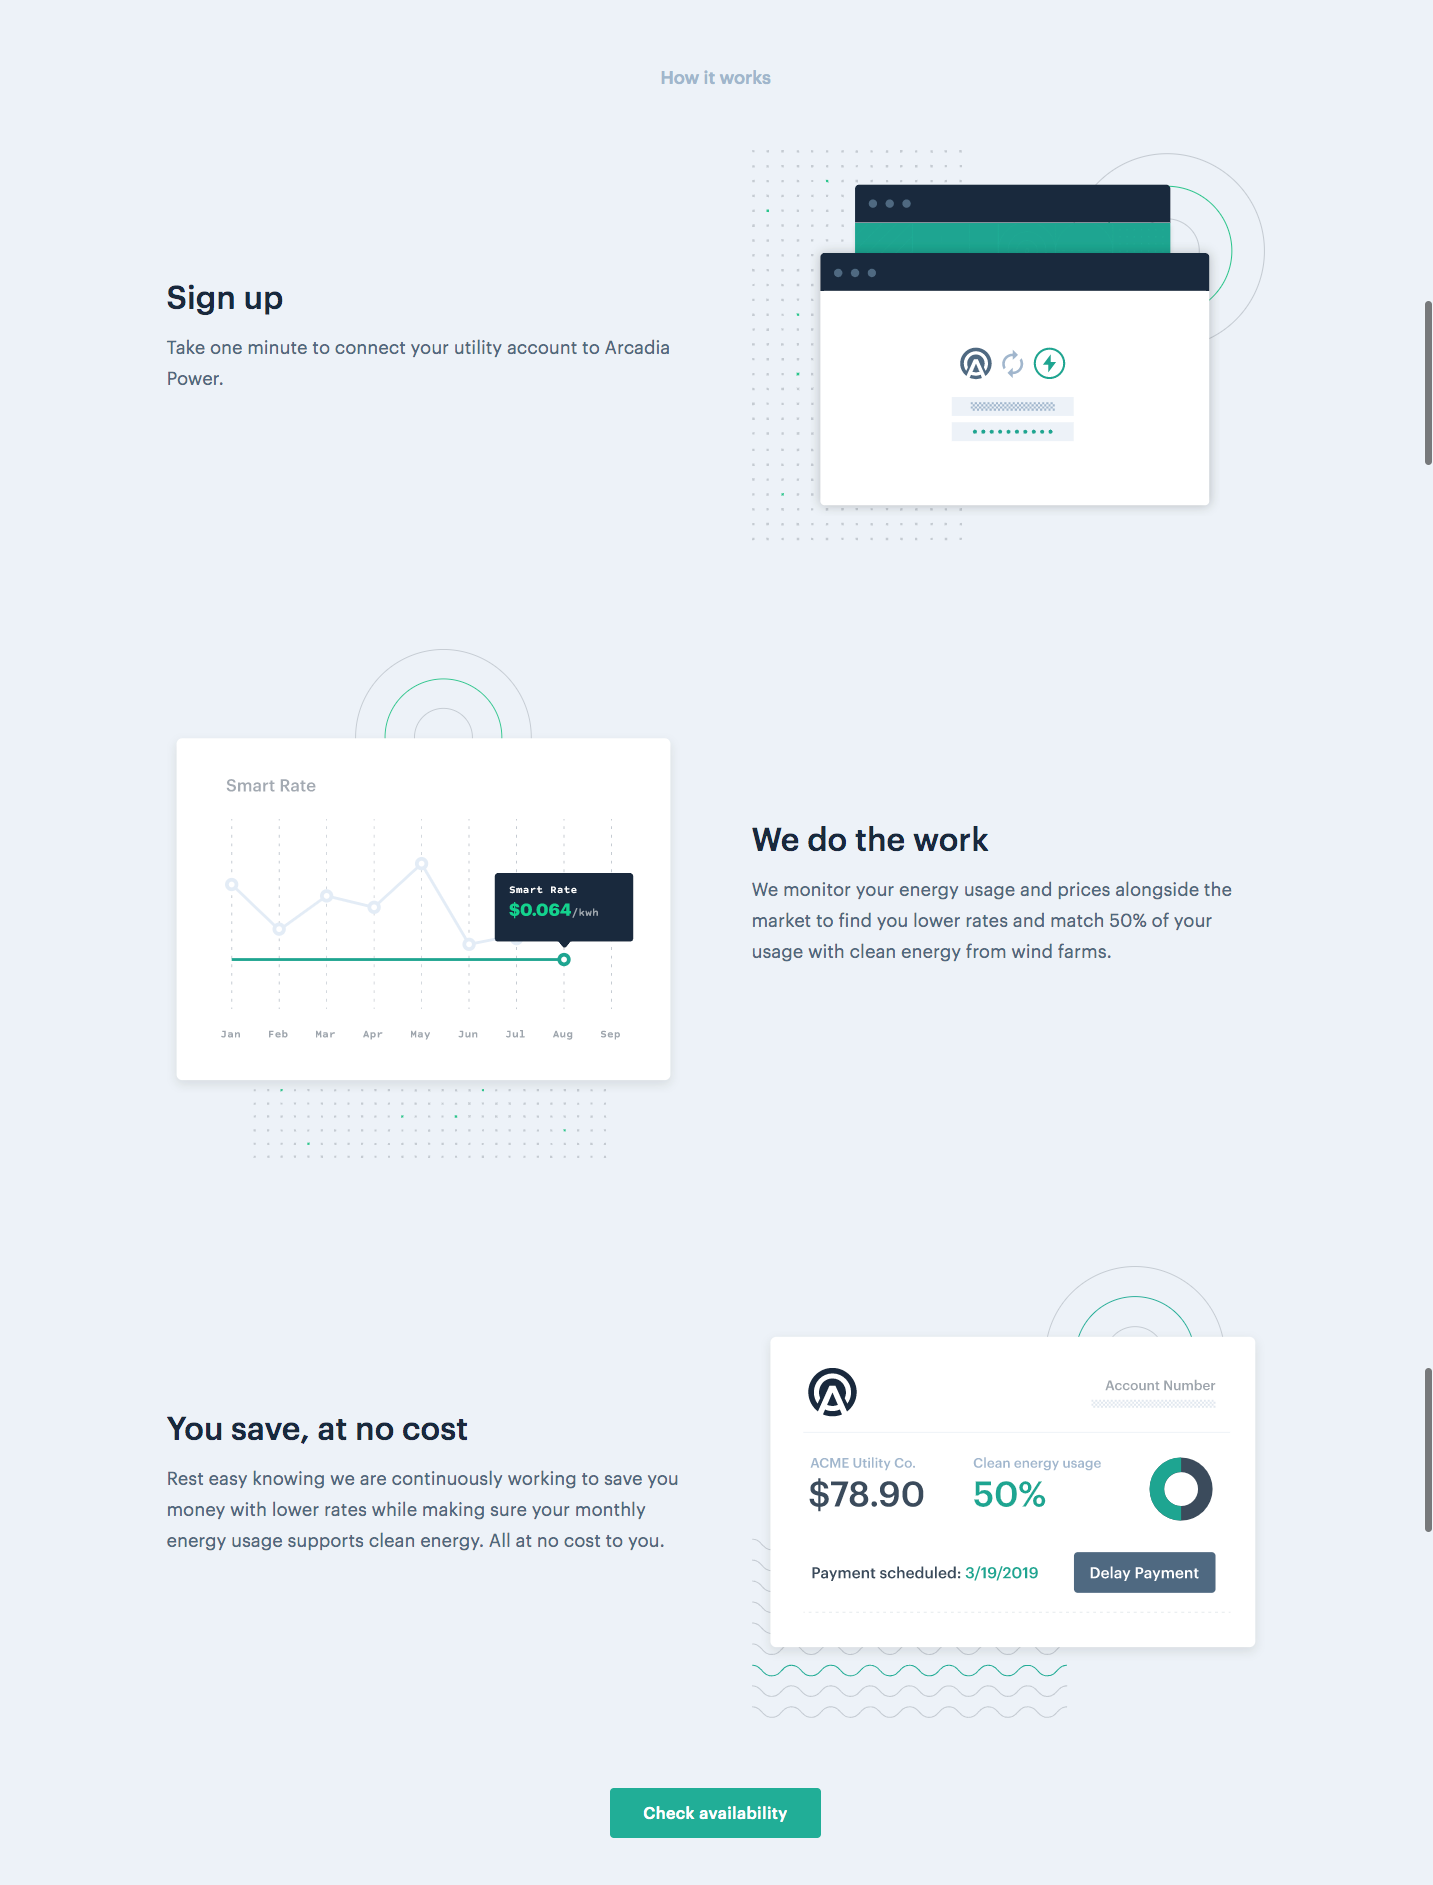 How it works
Sign up
Take one minute to connect your utility account to Arcadia
Power.
Smart Rate
Smart Rate
$0.064/kwh
Jan Feb Mar Apr May Jun Jul Aug Sep
We do the work
We monitor your energy usage and prices alongside the
market to find you lower rates and match 50% of your
usage with clean energy from wind farms.
You save, at no cost
Rest easy knowing we are continuously working to save you
money with lower rates while making sure your monthly
energy usage supports clean energy. All at no cost to you.
Account Number
ACME Utility Co. Clean energy usage
$78.90 50%
Payment scheduled: 3/19/2019 Delay Payment
Check availability